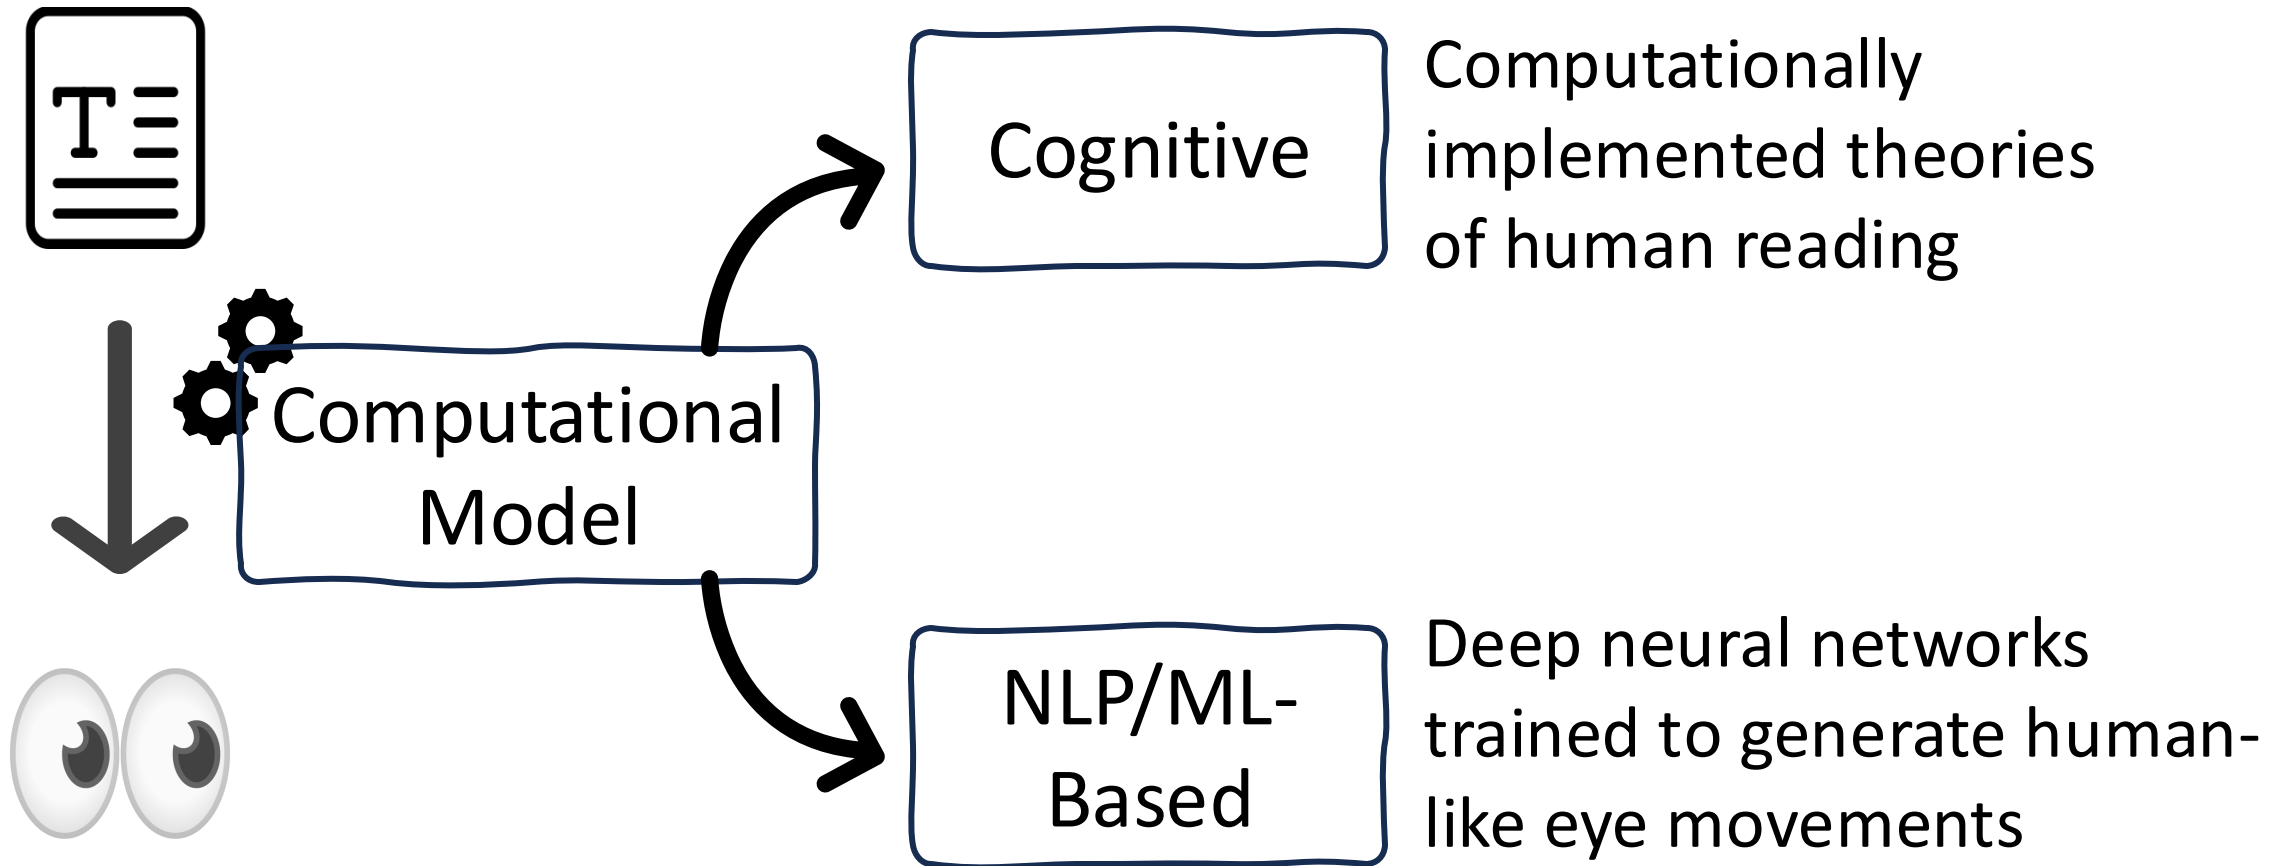 Cognitive
Computationally
implemented theories
of human reading
Computational
Model
NLP/ML-
Based
Deep neural networks
trained to generate human-
like eye movements